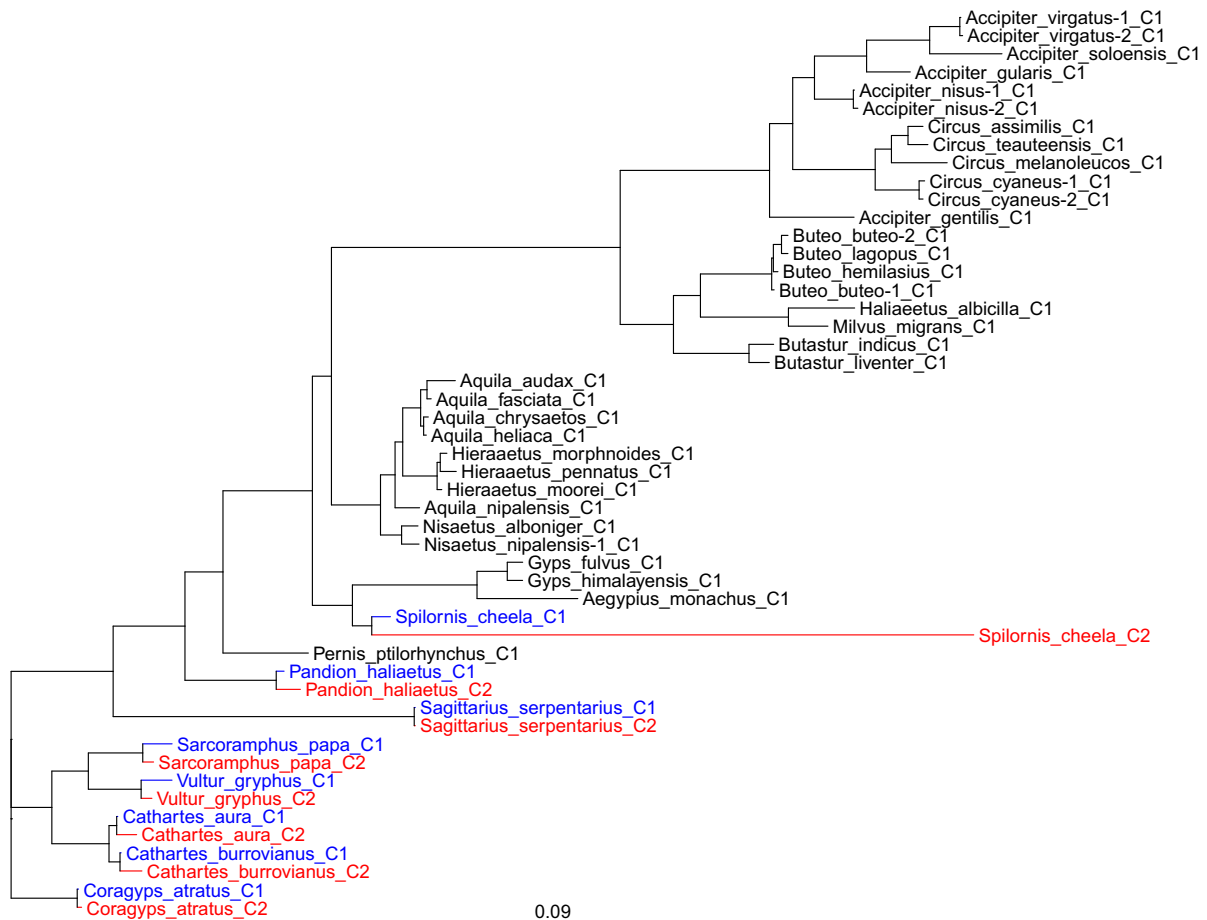 Accipiter_virgatus-1_C1
Accipiter_virgatus-2_C1
Accipiter_soloensis_C1
Accipiter_gularis_C1
Accipiter_nisus-1_C1
Accipiter_nisus-2_C1
Circus_assimilis_C1
Circus_teauteensis_C1
Circus_melanoleucos_C1
Circus_cyaneus-1_C1
Circus_cyaneus-2_C1
Accipiter_gentilis_C1
Buteo_buteo-2_C1
Buteo_lagopus_C1
Buteo_hemilasius_C1
Buteo_buteo-1_C1
Haliaeetus_albicilla_C1
Milvus_migrans_C1
Butastur_indicus_C1
Butastur_liventer_C1
Aquila_audax_C1
Aquila_fasciata_C1
Aquila_chrysaetos_C1
Aquila_heliaca_C1
Hieraaetus_morphnoides_C1
Hieraaetus_pennatus_C1
Hieraaetus_moorei_C1
Aquila_nipalensis_C1
Nisaetus_alboniger_C1
Nisaetus_nipalensis-1_C1
Gyps_fulvus_C1
Gyps_himalayensis_C1
Aegypius_monachus_C1
Spilornis_cheela_C1
Spilornis_cheela_C2
Pernis_ptilorhynchus_C1
Pandion_haliaetus_C1
Pandion_haliaetus_C2
Sagittarius_serpentarius_C1
Sagittarius_serpentarius_C2
Sarcoramphus_papa_C1
Sarcoramphus_papa_C2
Vultur_gryphus_C1
Vultur_gryphus_C2
Cathartes_aura_C1
Cathartes_aura_C2
Cathartes_burrovianus_C1
Cathartes_burrovianus_C2
Coragyps_atratus_C1
Coragyps_atratus_C2
0.09